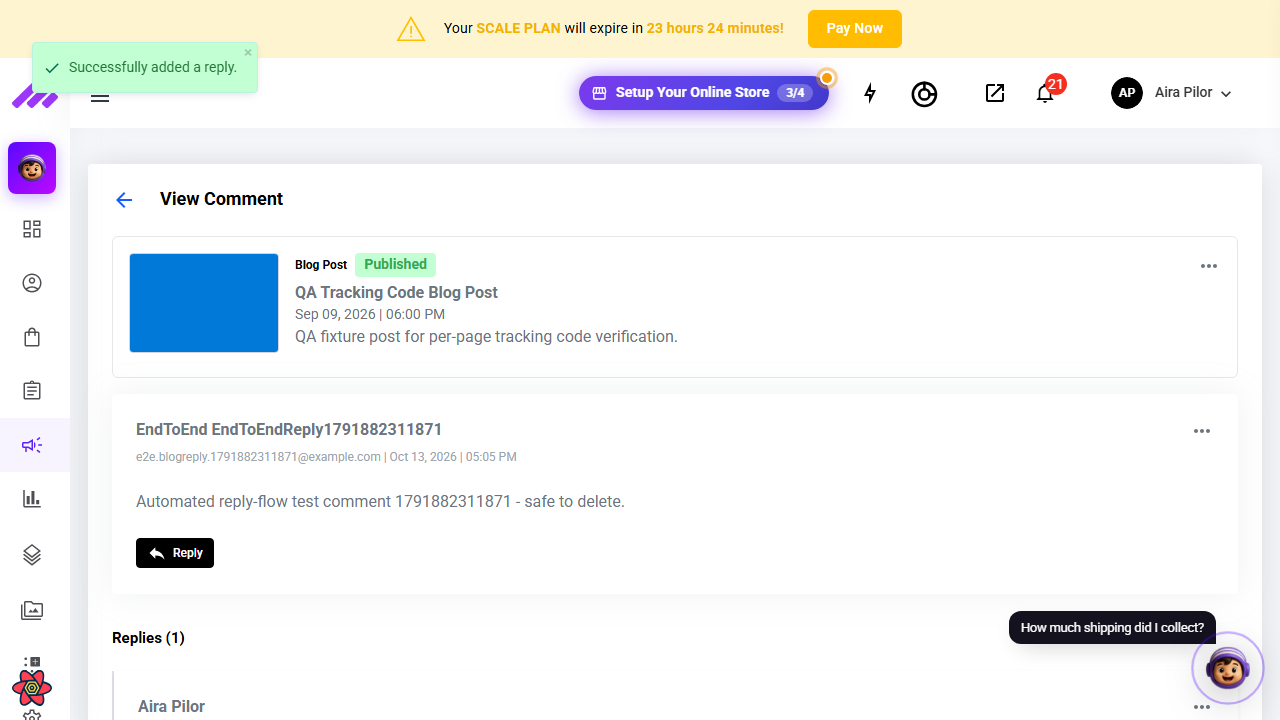 Your SCALE PLAN will expire in 23 hours 24 minutes!
Pay Now
Successfully added a reply.
Setup Your Online Store 3/4
21
AP
Aira Pilor
View Comment
Blog Post
Published
QA Tracking Code Blog Post
Sep 09, 2026 | 06:00 PM
QA fixture post for per-page tracking code verification.
EndToEnd EndToEndReply1791882311871
e2e.blogreply.1791882311871@example.com | Oct 13, 2026 | 05:05 PM
Automated reply-flow test comment 1791882311871 - safe to delete.
Reply
How much shipping did I collect?
Replies (1)
Aira Pilor